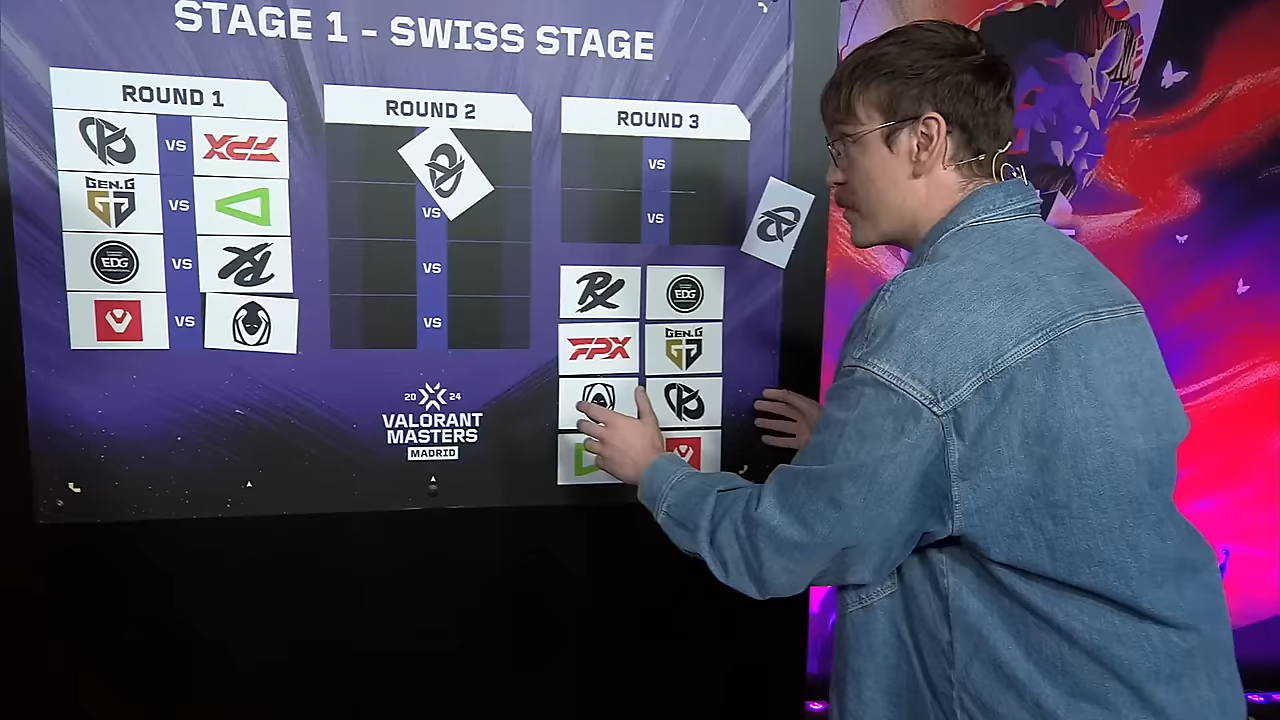 STAGE 1 - SWISS STAGE
ROUND 1
ROUND 2
ROUND 3
VS
FPX
VS
GEN.G
VS
VS
VS
EDG
VS
VS
VS
VS
EDG
FPX
GEN.G
2024
VALORANT
MASTERS
MADRID